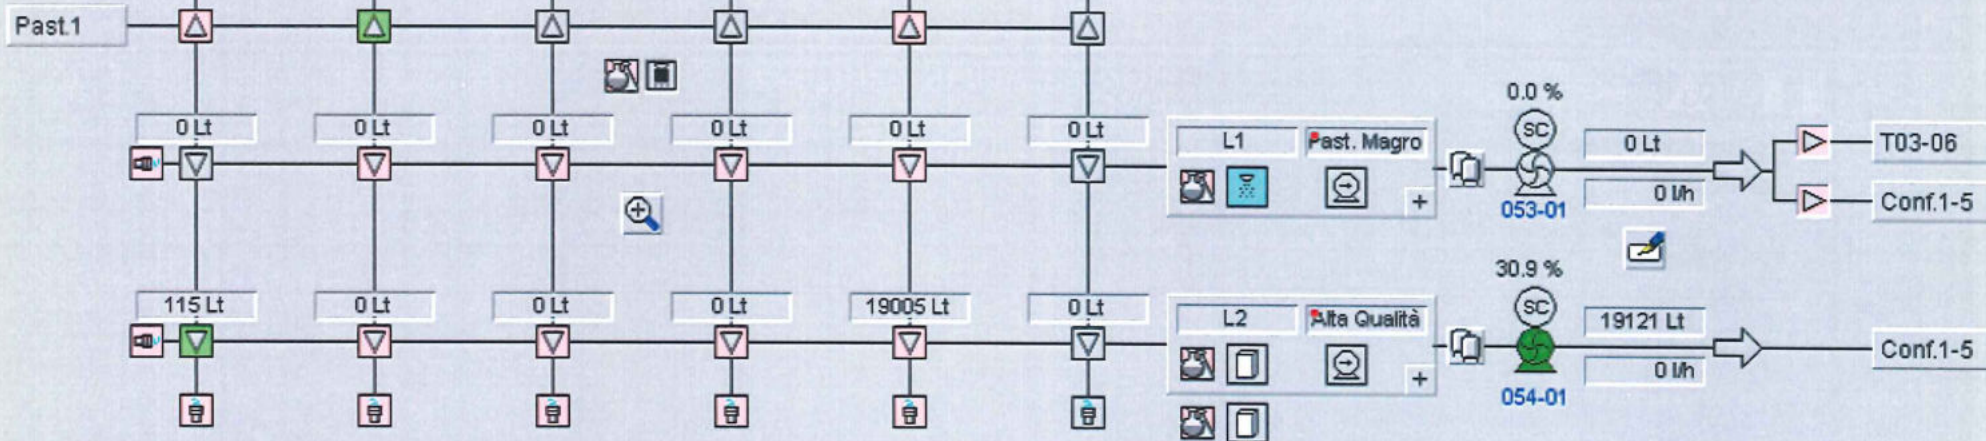 Past.1
0.0 %
0 Lt
0 Lt
0 Lt
0 Lt
0 Lt
0 Lt
L1
Past. Magro
SC
0 Lt
T03-06
+
053-01
0 l/h
Conf.1-5
30.9 %
115 Lt
0 Lt
0 Lt
0 Lt
19005 Lt
0 Lt
L2
Alta Qualità
SC
19121 Lt
Conf.1-5
+
054-01
0 l/h